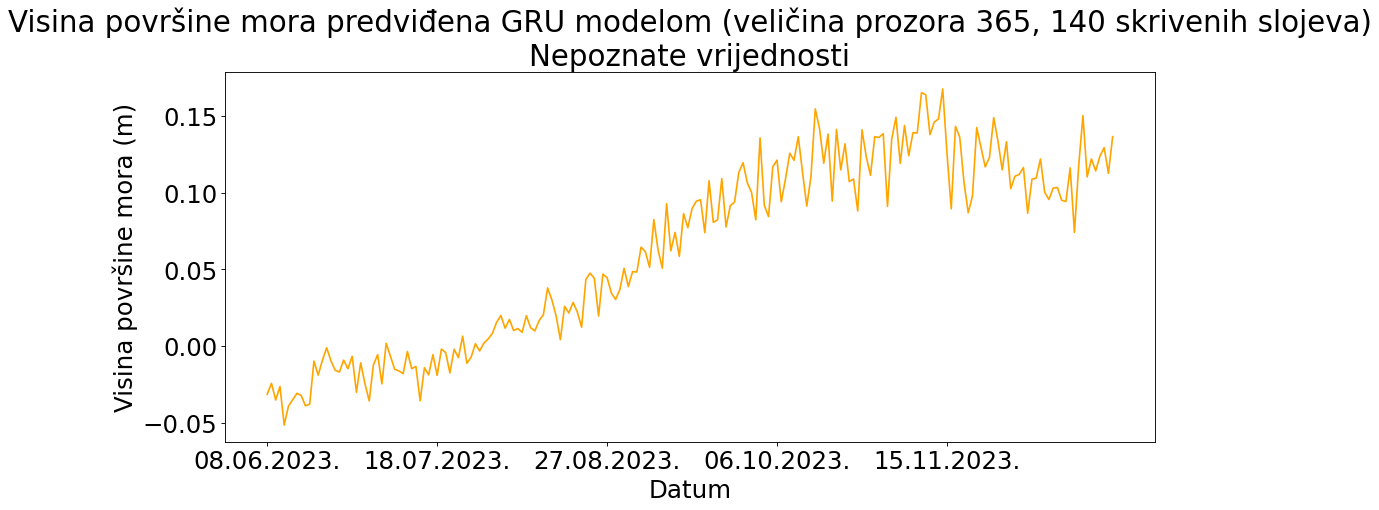 Visina površine mora predviđena GRU modelom (veličina prozora 365, 140 skrivenih slojeva)
Nepoznate vrijednosti
Visina površine mora (m)
0.15
0.10
0.05
0.00
−0.05
08.06.2023. 18.07.2023. 27.08.2023. 06.10.2023. 15.11.2023.
Datum